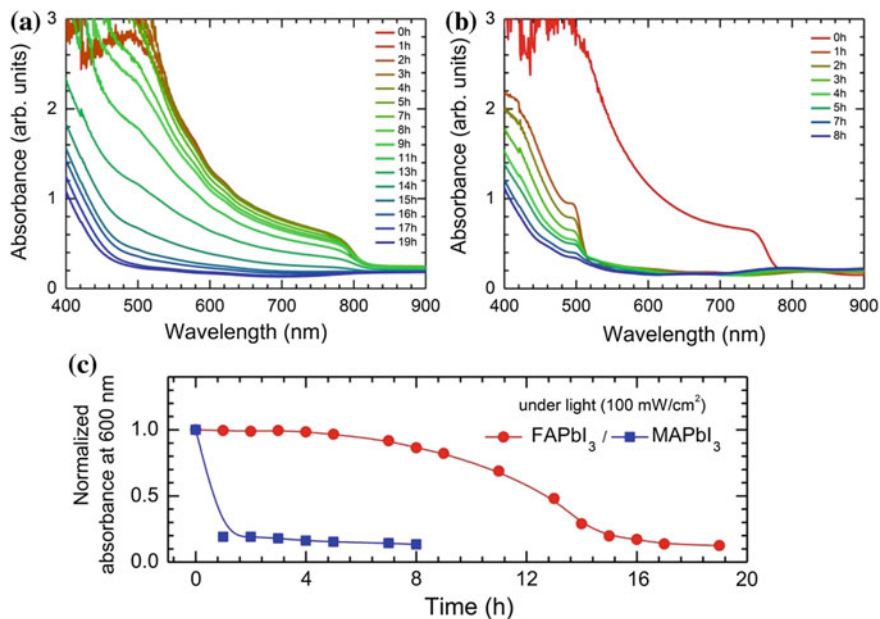 (a)
3
2
1
0
Absorbance (arb. units)
0h
1h
2h
3h
4h
5h
7h
8h
9h
11h
13h
14h
15h
16h
17h
19h
400 500 600 700 800 900
Wavelength (nm)
(b)
3
2
1
0
Absorbance (arb. units)
0h
1h
2h
3h
4h
5h
7h
8h
400 500 600 700 800 900
Wavelength (nm)
(c)
Normalized
absorbance at 600 nm
1.0
0.5
0.0
under light (100 mW/cm²)
FAPbI₃ / MAPbI₃
0 4 8 12 16 20
Time (h)